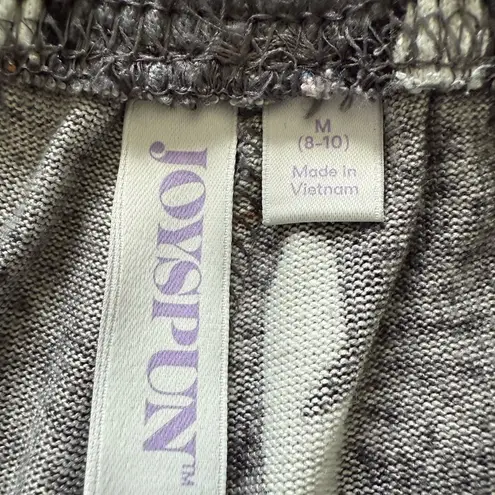 JOYSPUN™
M
(8-10)
Made In
Vietnam